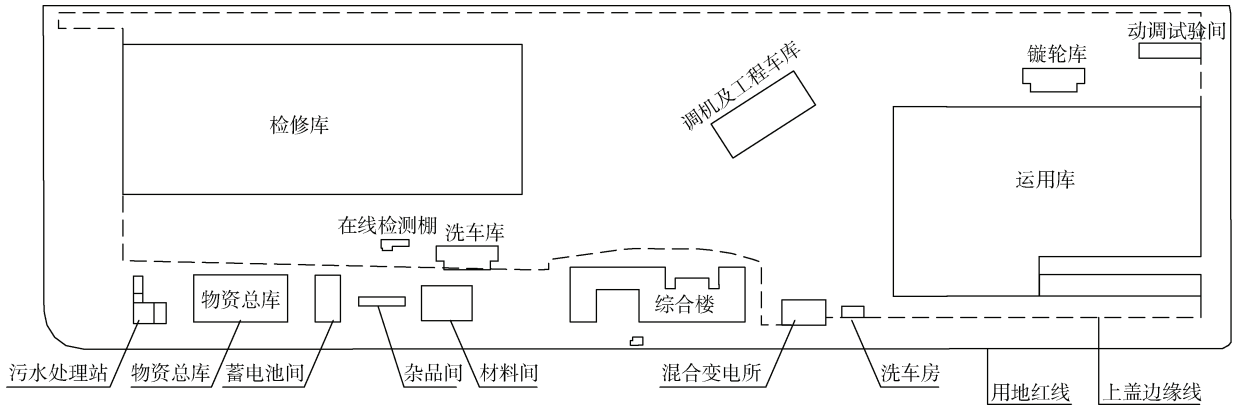 动调试验间
镟轮库
调机及工程车库
检修库
运用库
在线检测棚
洗车库
物资总库
综合楼
污水处理站
物资总库
蓄电池间
杂品间
材料间
混合变电所
洗车房
用地红线
上盖边缘线